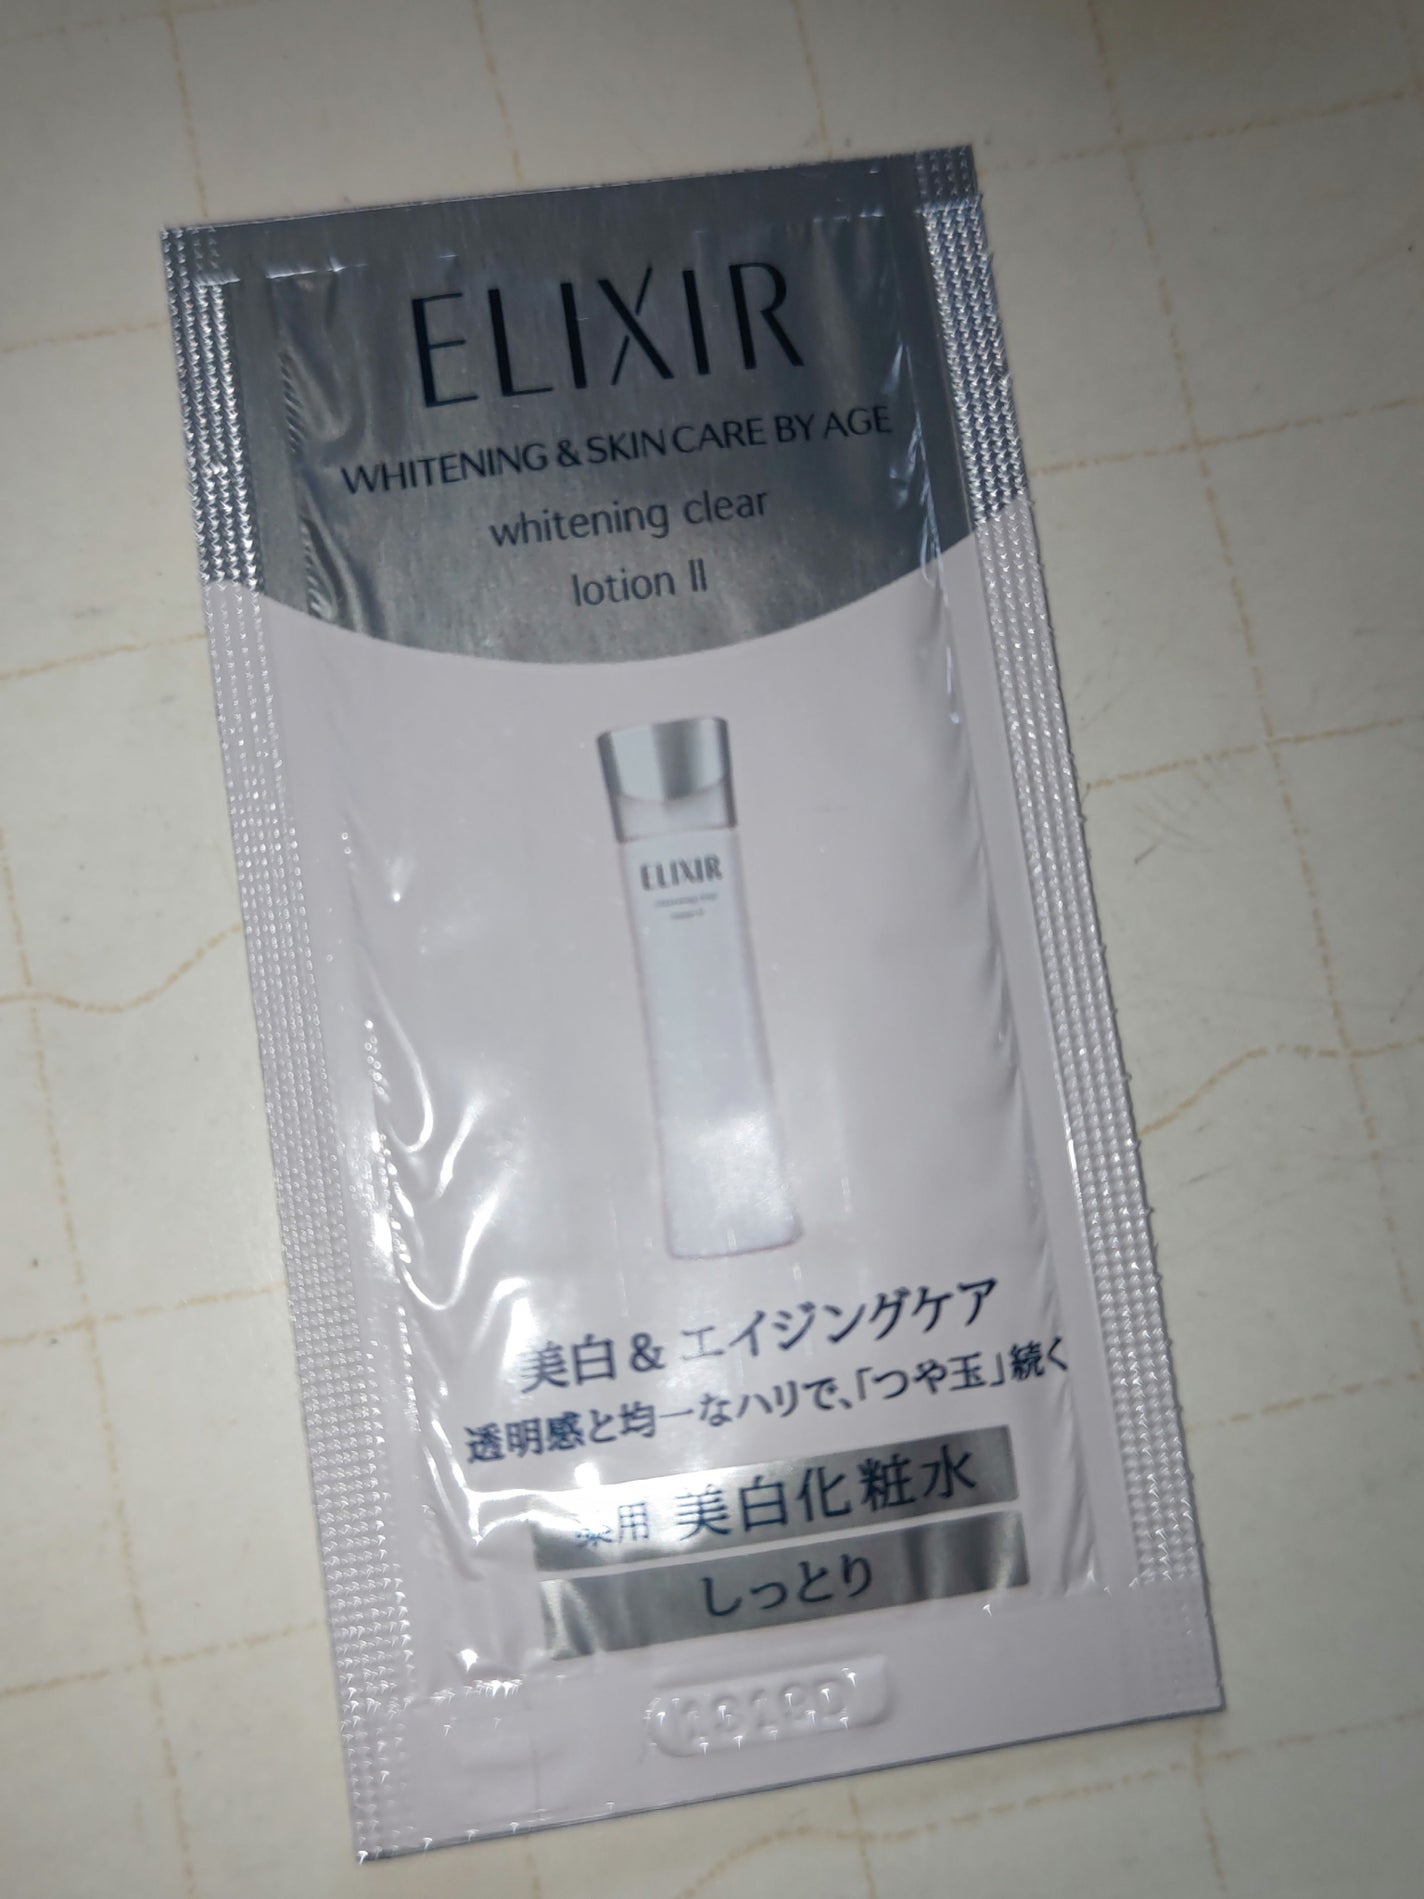 ELIXIR
WHITENING & SKIN CARE BY AGE
whitening clear
lotion II
ELIXIR
美白 & エイジングケア
透明感と均一なハリで、「つや玉」続く
薬用 美白化粧水
しっとり